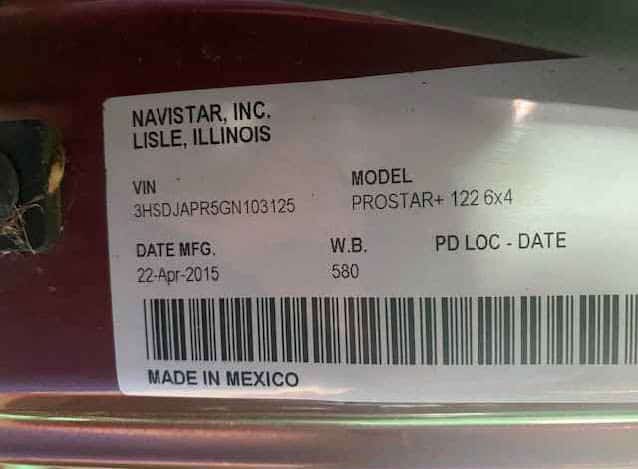 NAVISTAR, INC.
LISLE, ILLINOIS
VIN
MODEL
3HSDJAPR5GN103125
PROSTAR+ 122 6x4
DATE MFG.
W.B.
PD LOC - DATE
22-Apr-2015
580
MADE IN MEXICO